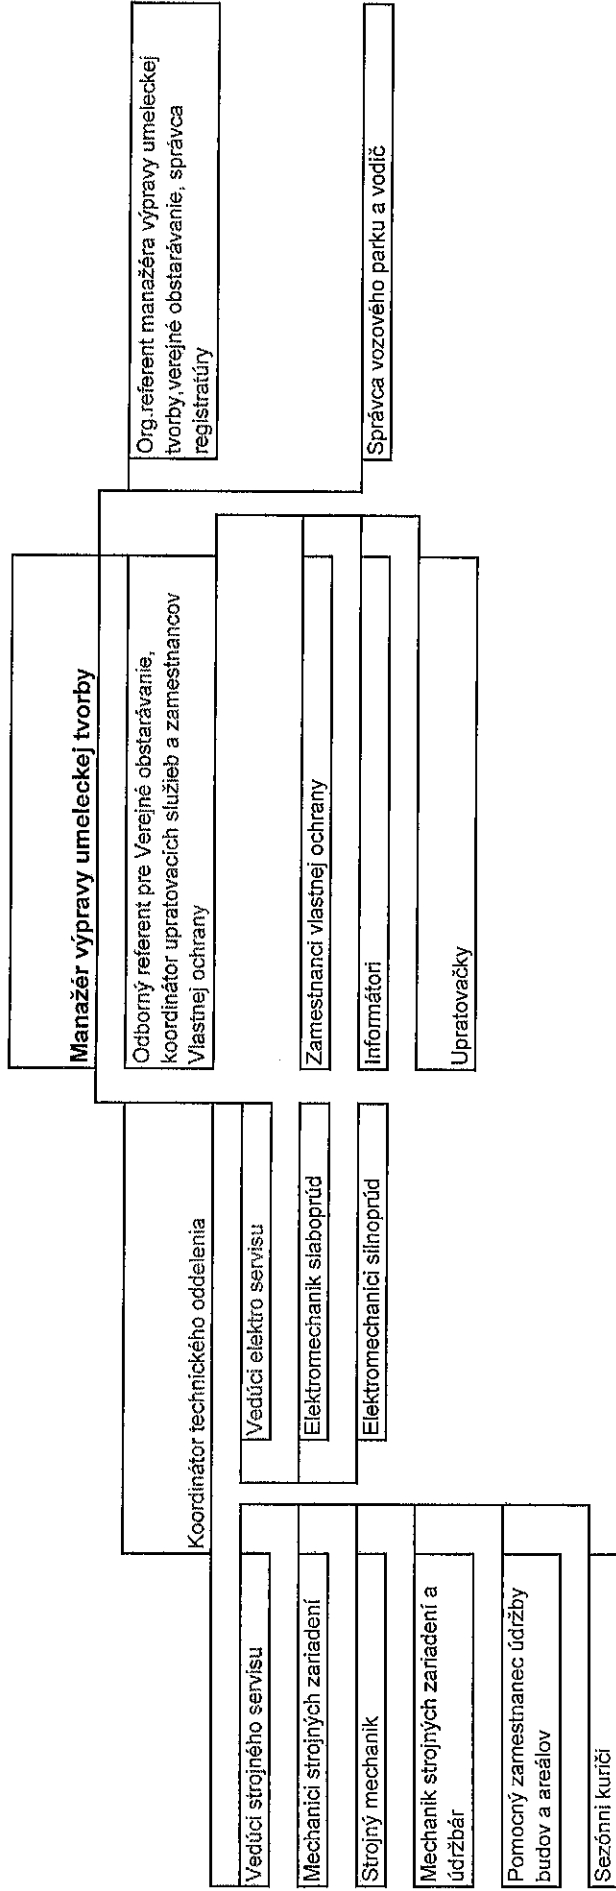 Manažér výpravy umeleckej tvorby
Koordinátor technického oddelenia
Odborný referent pre Verejné obstarávanie,
koordinátor upratovacích služieb a zamestnancov
Vlastnej ochrany
Org.referent manažéra výpravy umeleckej
tvorby,verejné obstarávanie, správca
registratúry
Vedúci strojného servisu
Vedúci elektro servisu
Mechanici strojných zariadení
Elektromechanik slaboprúd
Zamestnanci vlastnej ochrany
Strojný mechanik
Elektromechanici silnoprúd
Informátori
Správca vozového parku a vodič
Mechanik strojných zariadení a
údržbár
Upratovačky
Pomocný zamestnanec údržby
budov a areálov
Sezónni kuriči